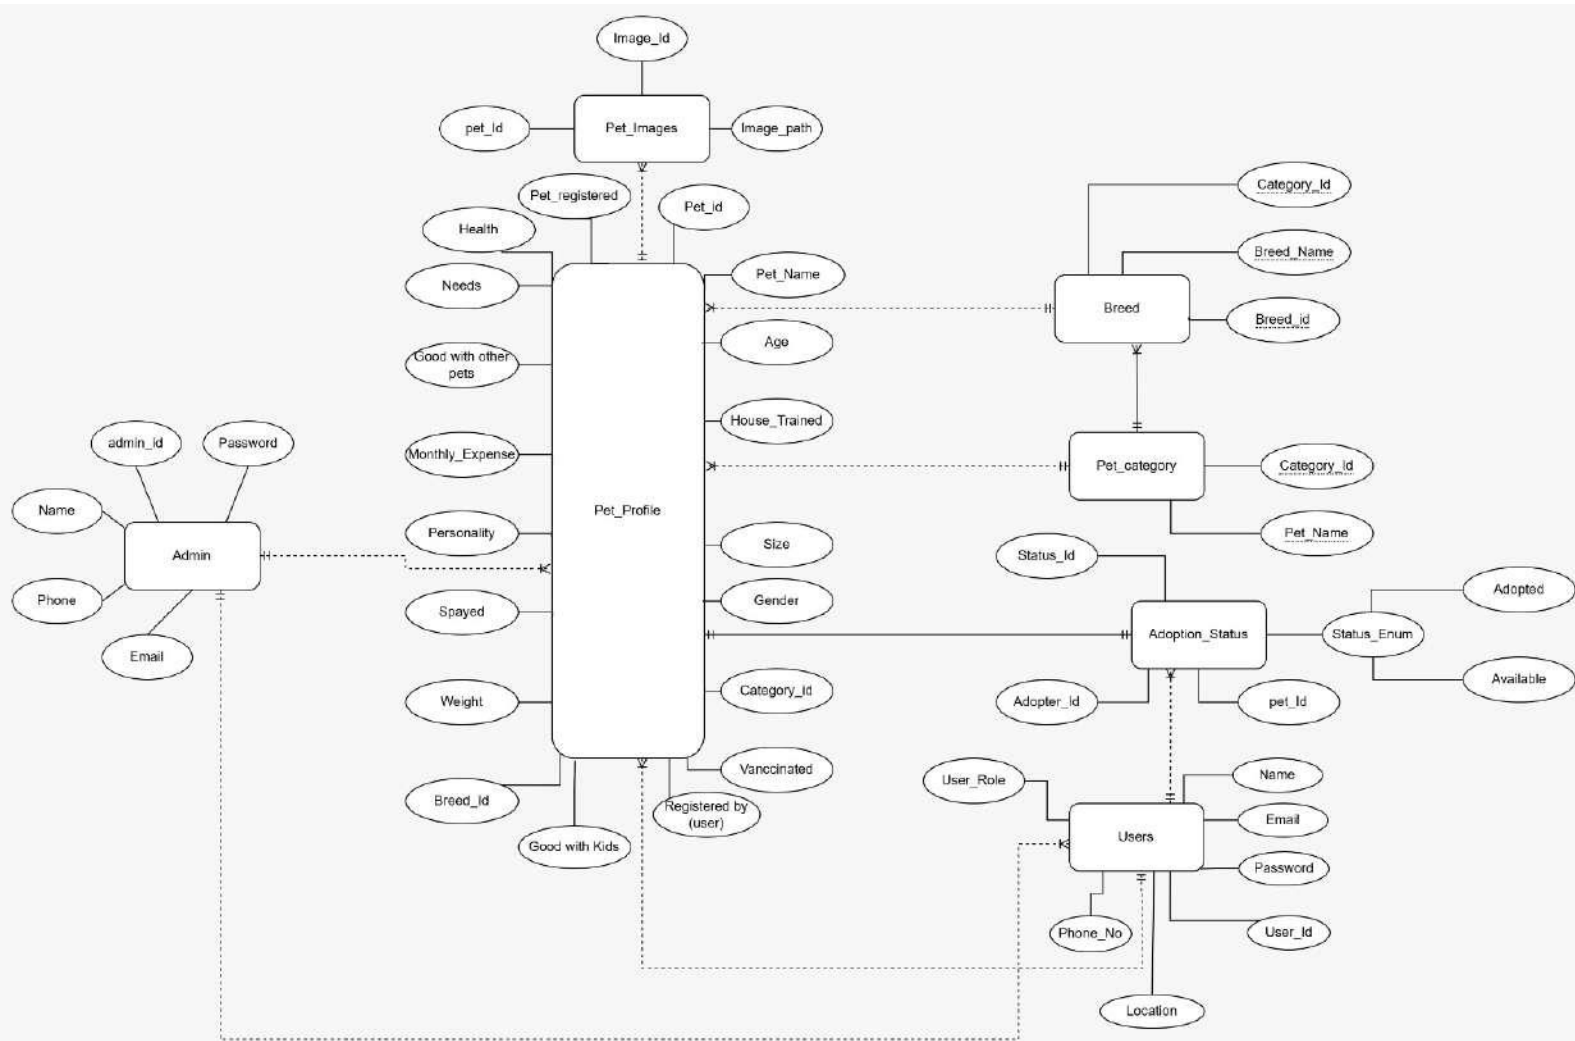 Image_Id
pet_Id
Pet_Images
Image_path
Pet_registered
Pet_id
Health
Needs
Pet_Name
Good with other
pets
Age
Monthly_Expense
House_Trained
Personality
Pet_Profile
Size
Spayed
Gender
Weight
Category_id
Breed_Id
Vanccinated
Good with Kids
Registered by
(user)
Category_Id
Breed_Name
Breed
Breed_id
Pet_category
Category_Id
Pet_Name
admin_id
Password
Name
Admin
Phone
Email
Status_Id
Adoption_Status
Status_Enum
Adopted
Available
Adopter_Id
pet_Id
User_Role
Name
Users
Email
Password
Phone_No
User_Id
Location